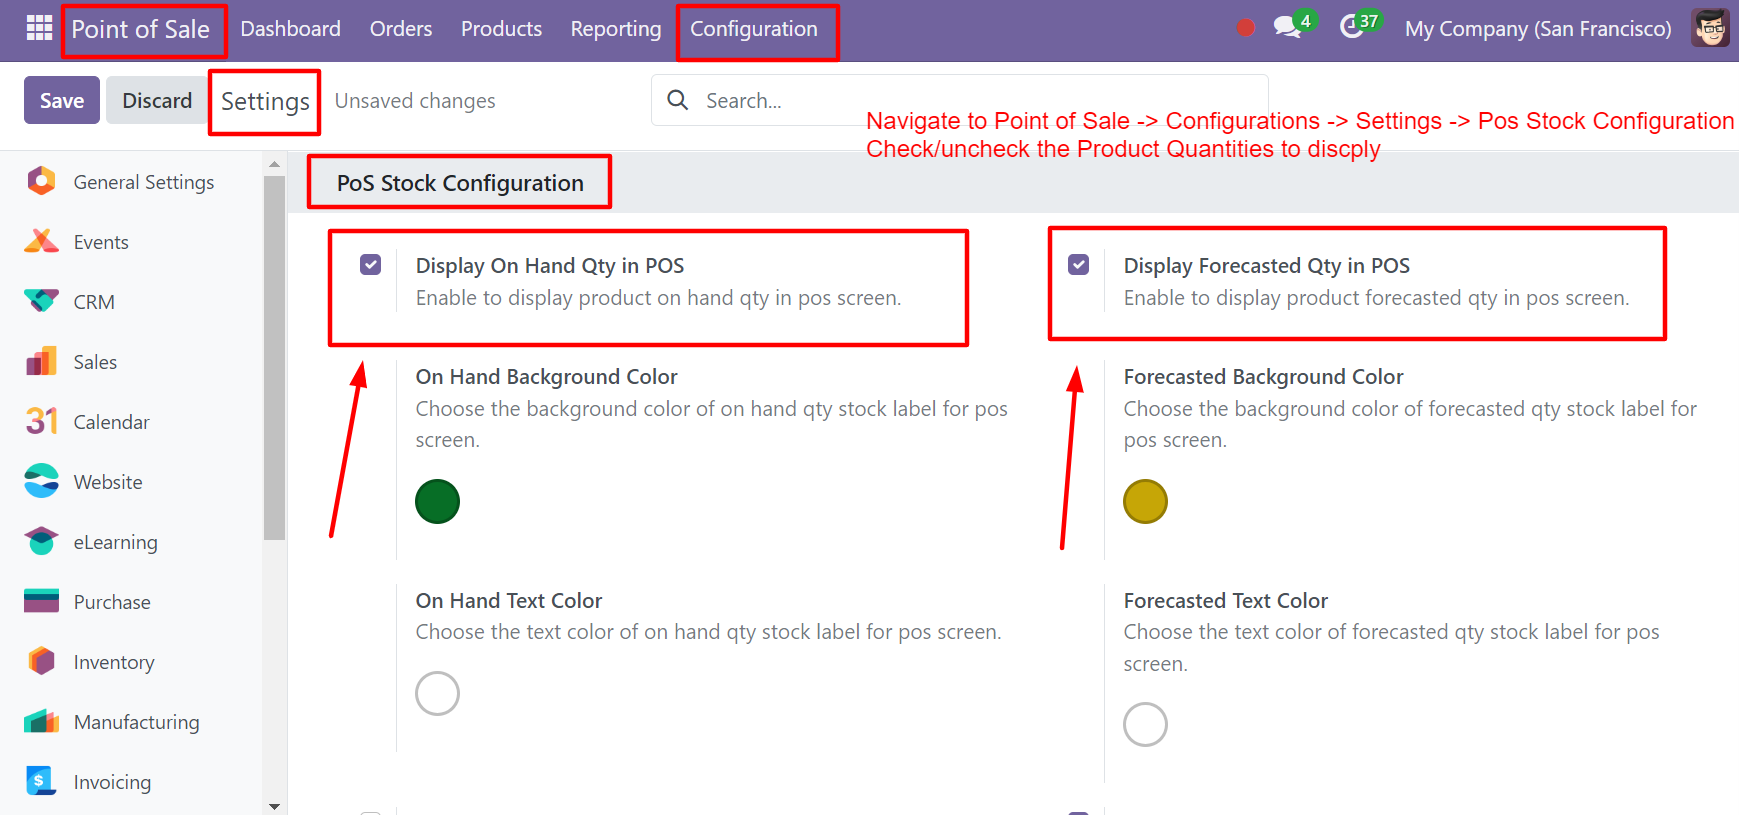 Point of Sale Dashboard Orders Products Reporting Configuration 4 37 My Company (San Francisco)
Save Discard Settings Unsaved changes Search...
Navigate to Point of Sale -> Configurations -> Settings -> Pos Stock Configuration
Check/uncheck the Product Quantities to discply
General Settings
Events
CRM
Sales
31 Calendar
Website
eLearning
Purchase
Inventory
Manufacturing
$ Invoicing
PoS Stock Configuration
Display On Hand Qty in POS
Enable to display product on hand qty in pos screen.
Display Forecasted Qty in POS
Enable to display product forecasted qty in pos screen.
On Hand Background Color
Choose the background color of on hand qty stock label for pos
screen.
Forecasted Background Color
Choose the background color of forecasted qty stock label for
pos screen.
On Hand Text Color
Choose the text color of on hand qty stock label for pos screen.
Forecasted Text Color
Choose the text color of forecasted qty stock label for pos
screen.